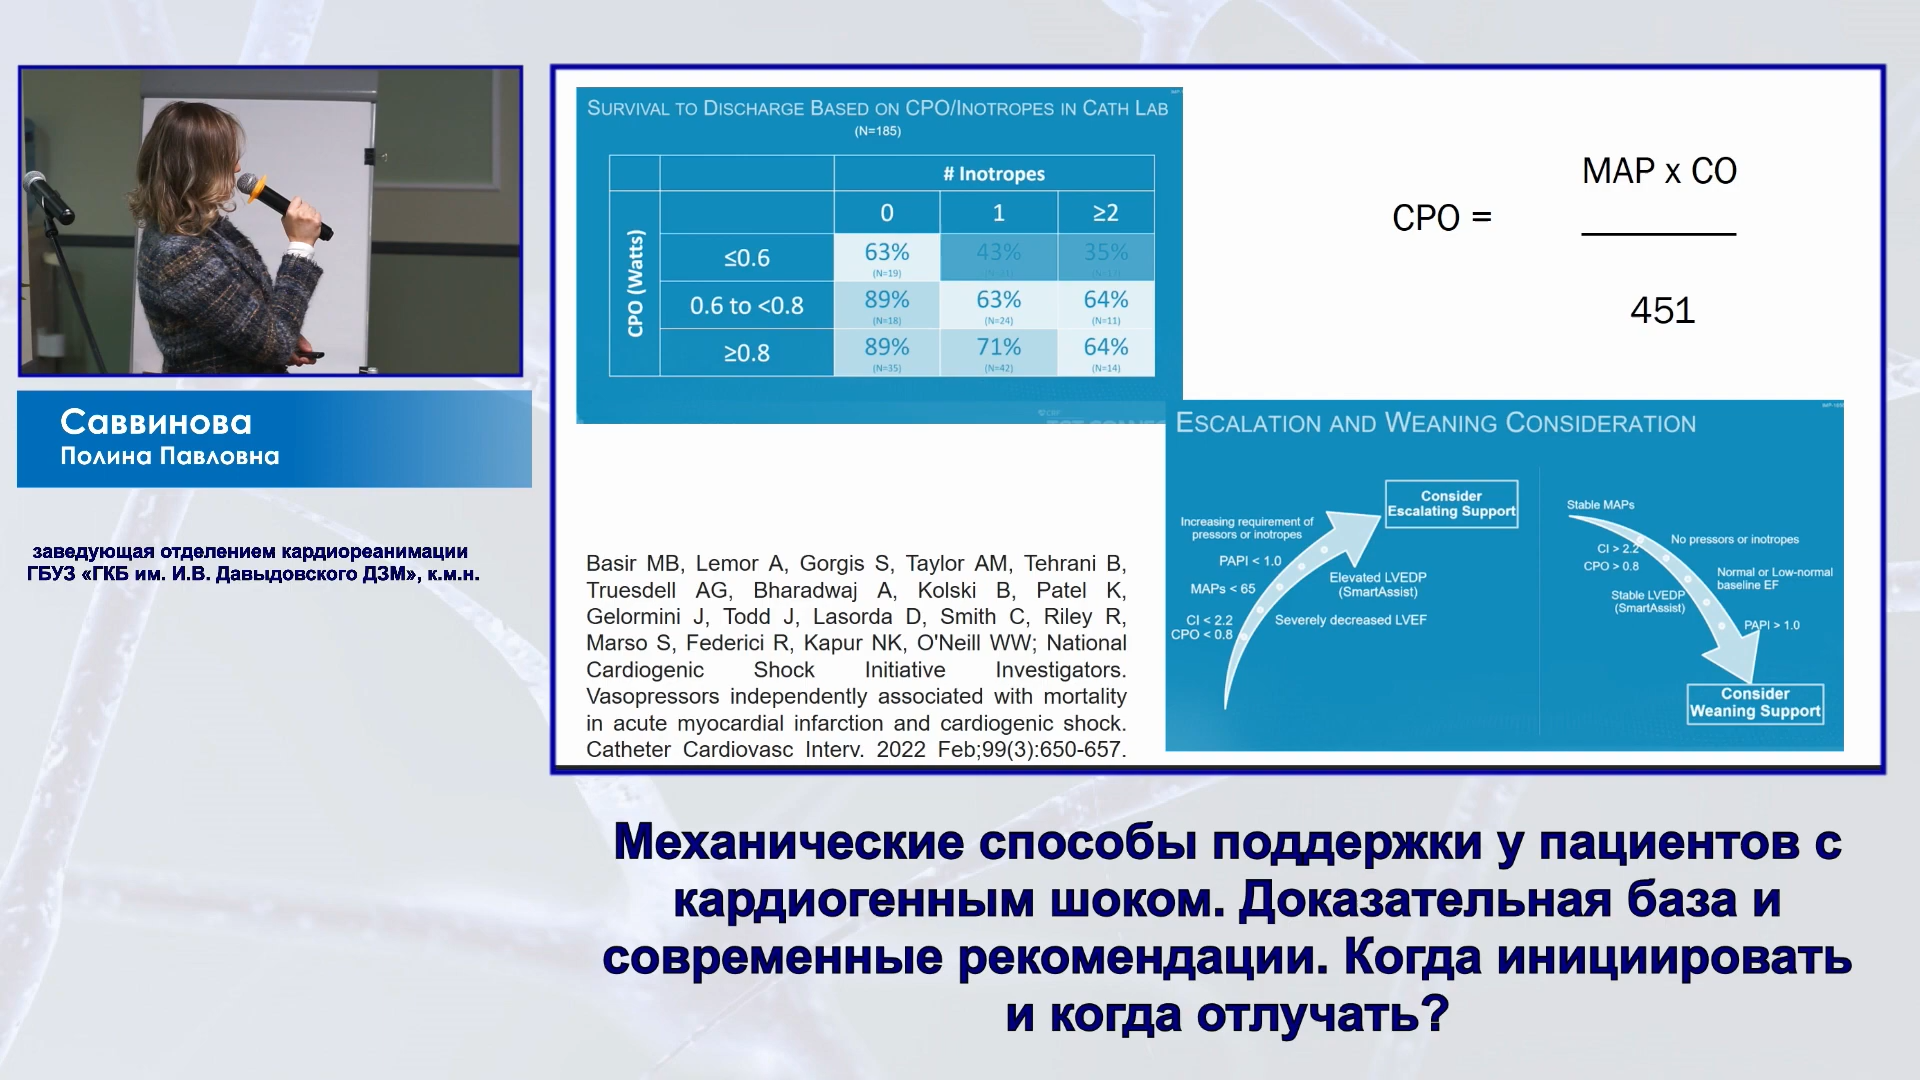 Саввинова
Полина Павловна
заведующая отделением кардиореанимации
ГБУЗ «ГКБ им. И.В. Давыдовского ДЗМ», к.м.н.
SURVIVAL TO DISCHARGE BASED ON CPO/INOTROPES IN CATH LAB
(N=185)
# Inotropes
0 1 ≥2
CPO (Watts)
≤0.6 63% 43% 35%
(N=19)
0.6 to <0.8 89% 63% 64%
(N=18) (N=24) (N=11)
≥0.8 89% 71% 64%
(N=35) (N=42) (N=14)
MAP x CO
CPO =
451
Basir MB, Lemor A, Gorgis S, Taylor AM, Tehrani B,
Truesdell AG, Bharadwaj A, Kolski B, Patel K,
Gelormini J, Todd J, Lasorda D, Smith C, Riley R,
Marso S, Federici R, Kapur NK, O'Neill WW; National
Cardiogenic Shock Initiative Investigators.
Vasopressors independently associated with mortality
in acute myocardial infarction and cardiogenic shock.
Catheter Cardiovasc Interv. 2022 Feb;99(3):650-657.
ESCALATION AND WEANING CONSIDERATION
Consider
Escalating Support
Increasing requirement of
pressors or inotropes
PAPI < 1.0
MAPs < 65
CI < 2.2
CPO < 0.8
Elevated LVEDP
(SmartAssist)
Severely decreased LVEF
Stable MAPs
CI > 2.2
CPO > 0.8
No pressors or inotropes
Normal or Low-normal
baseline EF
Stable LVEDP
(SmartAssist)
PAPI > 1.0
Consider
Weaning Support
Механические способы поддержки у пациентов с
кардиогенным шоком. Доказательная база и
современные рекомендации. Когда инициировать
и когда отлучать?